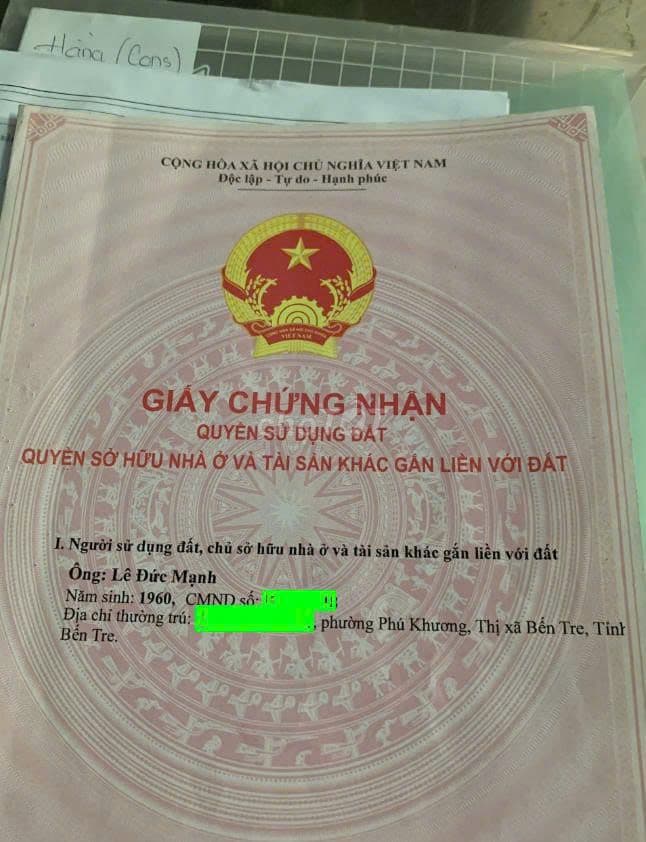 Hằng (Cons)
CỘNG HÒA XÃ HỘI CHỦ NGHĨA VIỆT NAM
Độc lập - Tự do - Hạnh phúc
VIỆT NAM
GIẤY CHỨNG NHẬN
QUYỀN SỬ DỤNG ĐẤT
QUYỀN SỞ HỮU NHÀ Ở VÀ TÀI SẢN KHÁC GẮN LIỀN VỚI ĐẤT
I. Người sử dụng đất, chủ sở hữu nhà ở và tài sản khác gắn liền với đất
Ông: Lê Đức Mạnh
Năm sinh: 1960, CMND số:
Địa chỉ thường trú: , phường Phú Khương, Thị xã Bến Tre, Tỉnh
Bến Tre.